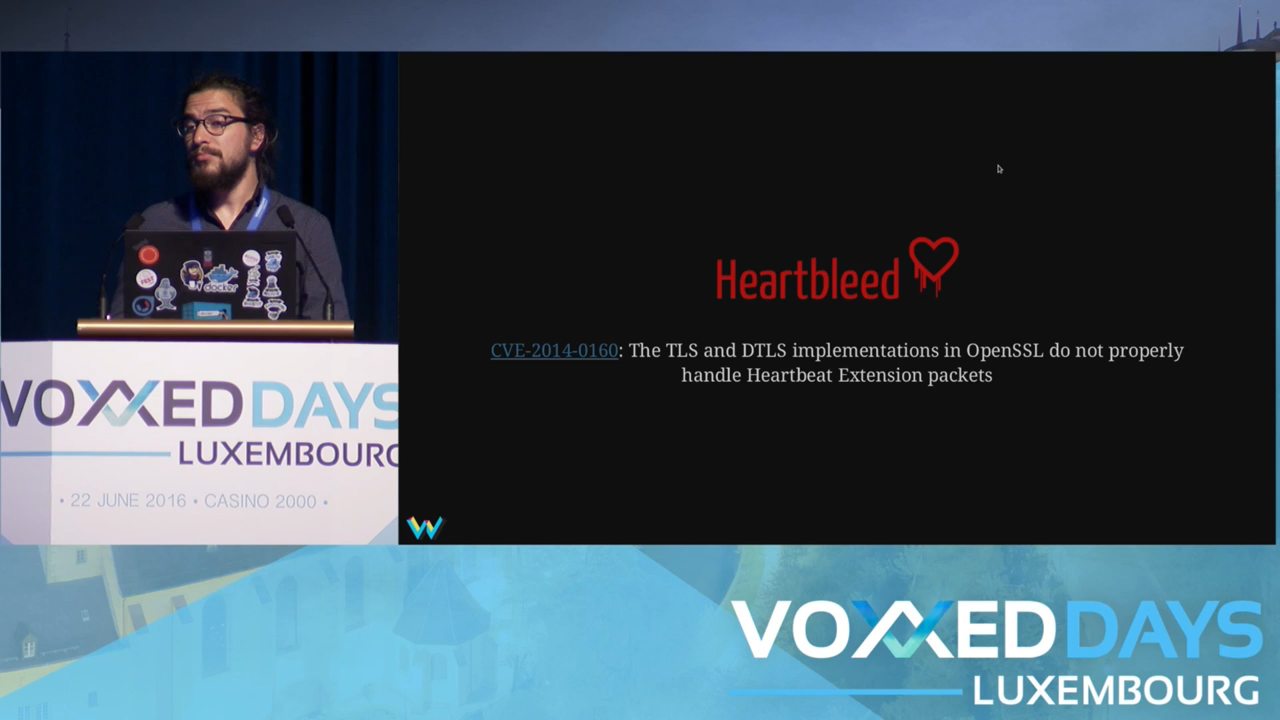 Heartbleed
CVE-2014-0160: The TLS and DTLS implementations in OpenSSL do not properly
handle Heartbeat Extension packets
docker
VOXXED DAYS
LUXEMBOURG
• 22 JUNE 2016 • CASINO 2000 •
W
VOXXED DAYS
LUXEMBOURG